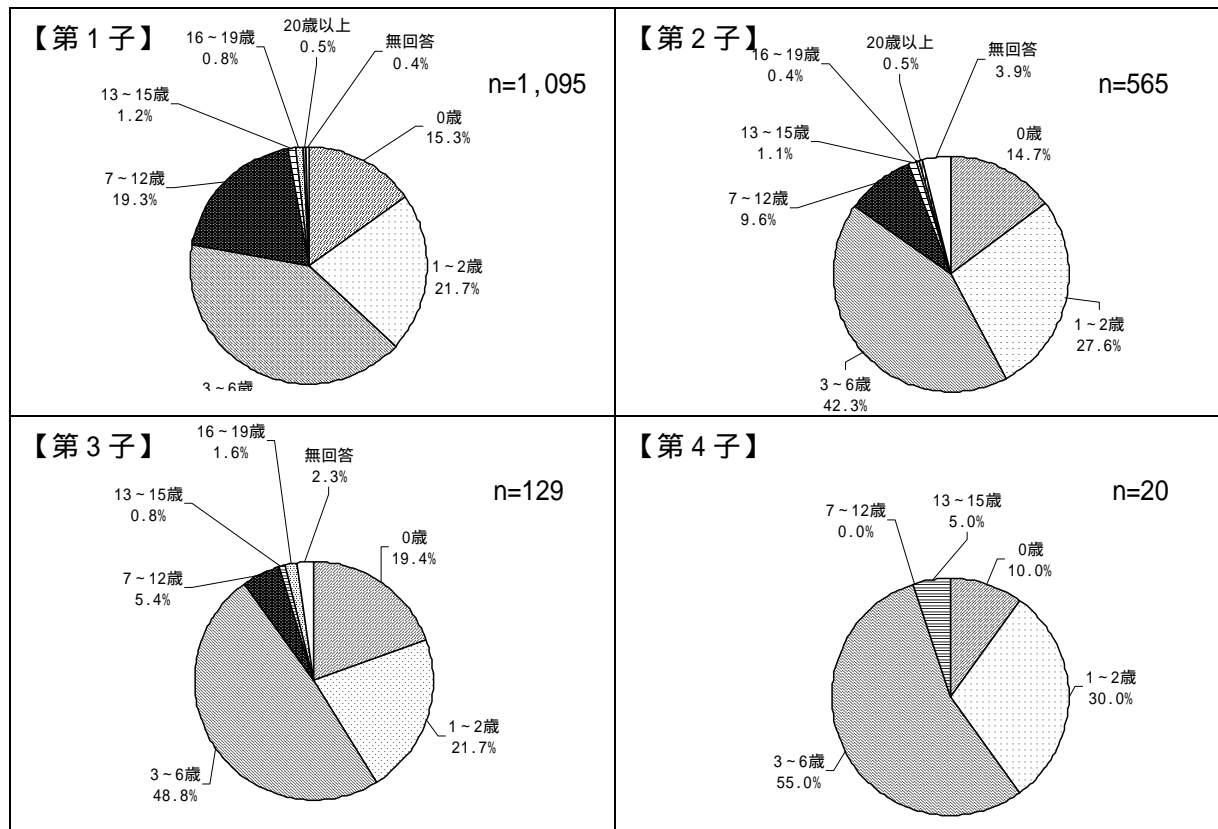 【第1子】
n=1,095
16~19歳
0.8%
20歳以上
0.5%
無回答
0.4%
13~15歳
1.2%
0歳
15.3%
7~12歳
19.3%
1~2歳
21.7%
3~6歳
【第2子】
n=565
16~19歳
0.4%
20歳以上
0.5%
無回答
3.9%
13~15歳
1.1%
0歳
14.7%
7~12歳
9.6%
1~2歳
27.6%
3~6歳
42.3%
【第3子】
n=129
16~19歳
1.6%
無回答
2.3%
13~15歳
0.8%
0歳
19.4%
7~12歳
5.4%
1~2歳
21.7%
3~6歳
48.8%
【第4子】
n=20
7~12歳
0.0%
13~15歳
5.0%
0歳
10.0%
1~2歳
30.0%
3~6歳
55.0%